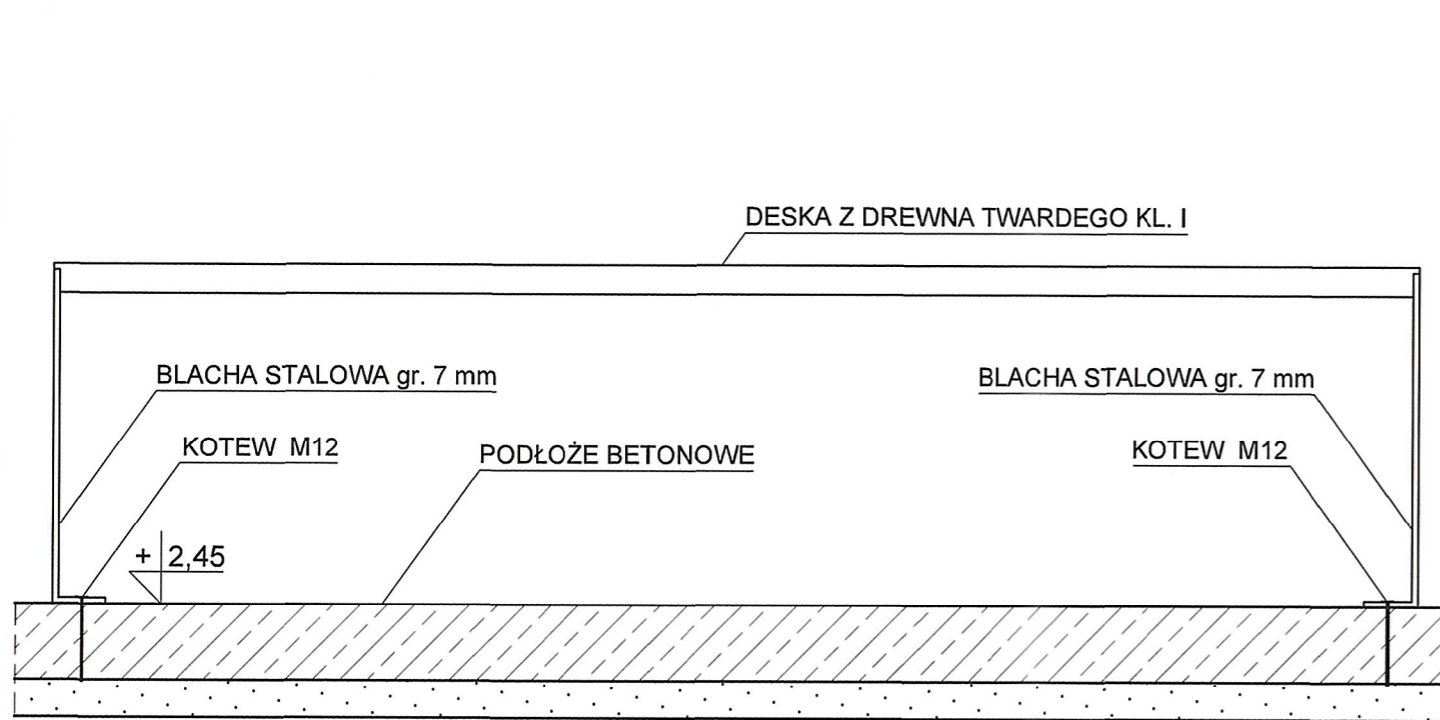 DESKA Z DREWNA TWARDEGO KL. I
BLACHA STALOWA gr. 7 mm
BLACHA STALOWA gr. 7 mm
KOTEW M12
PODŁOŻE BETONOWE
KOTEW M12
+ 2,45